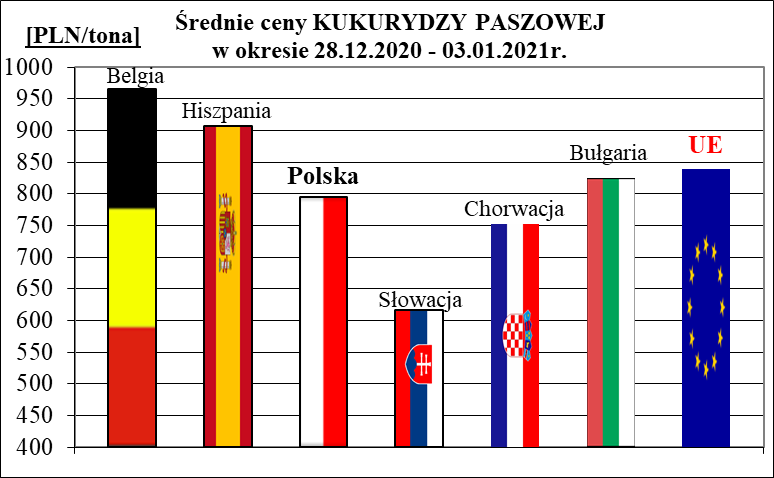 Średnie ceny KUKURYDZY PASZOWEJ
w okresie 28.12.2020 - 03.01.2021r.
[PLN/tona]
1000
950
900
850
800
750
700
650
600
550
500
450
400
Belgia
Hiszpania
Polska
Słowacja
Chorwacja
Bułgaria
UE